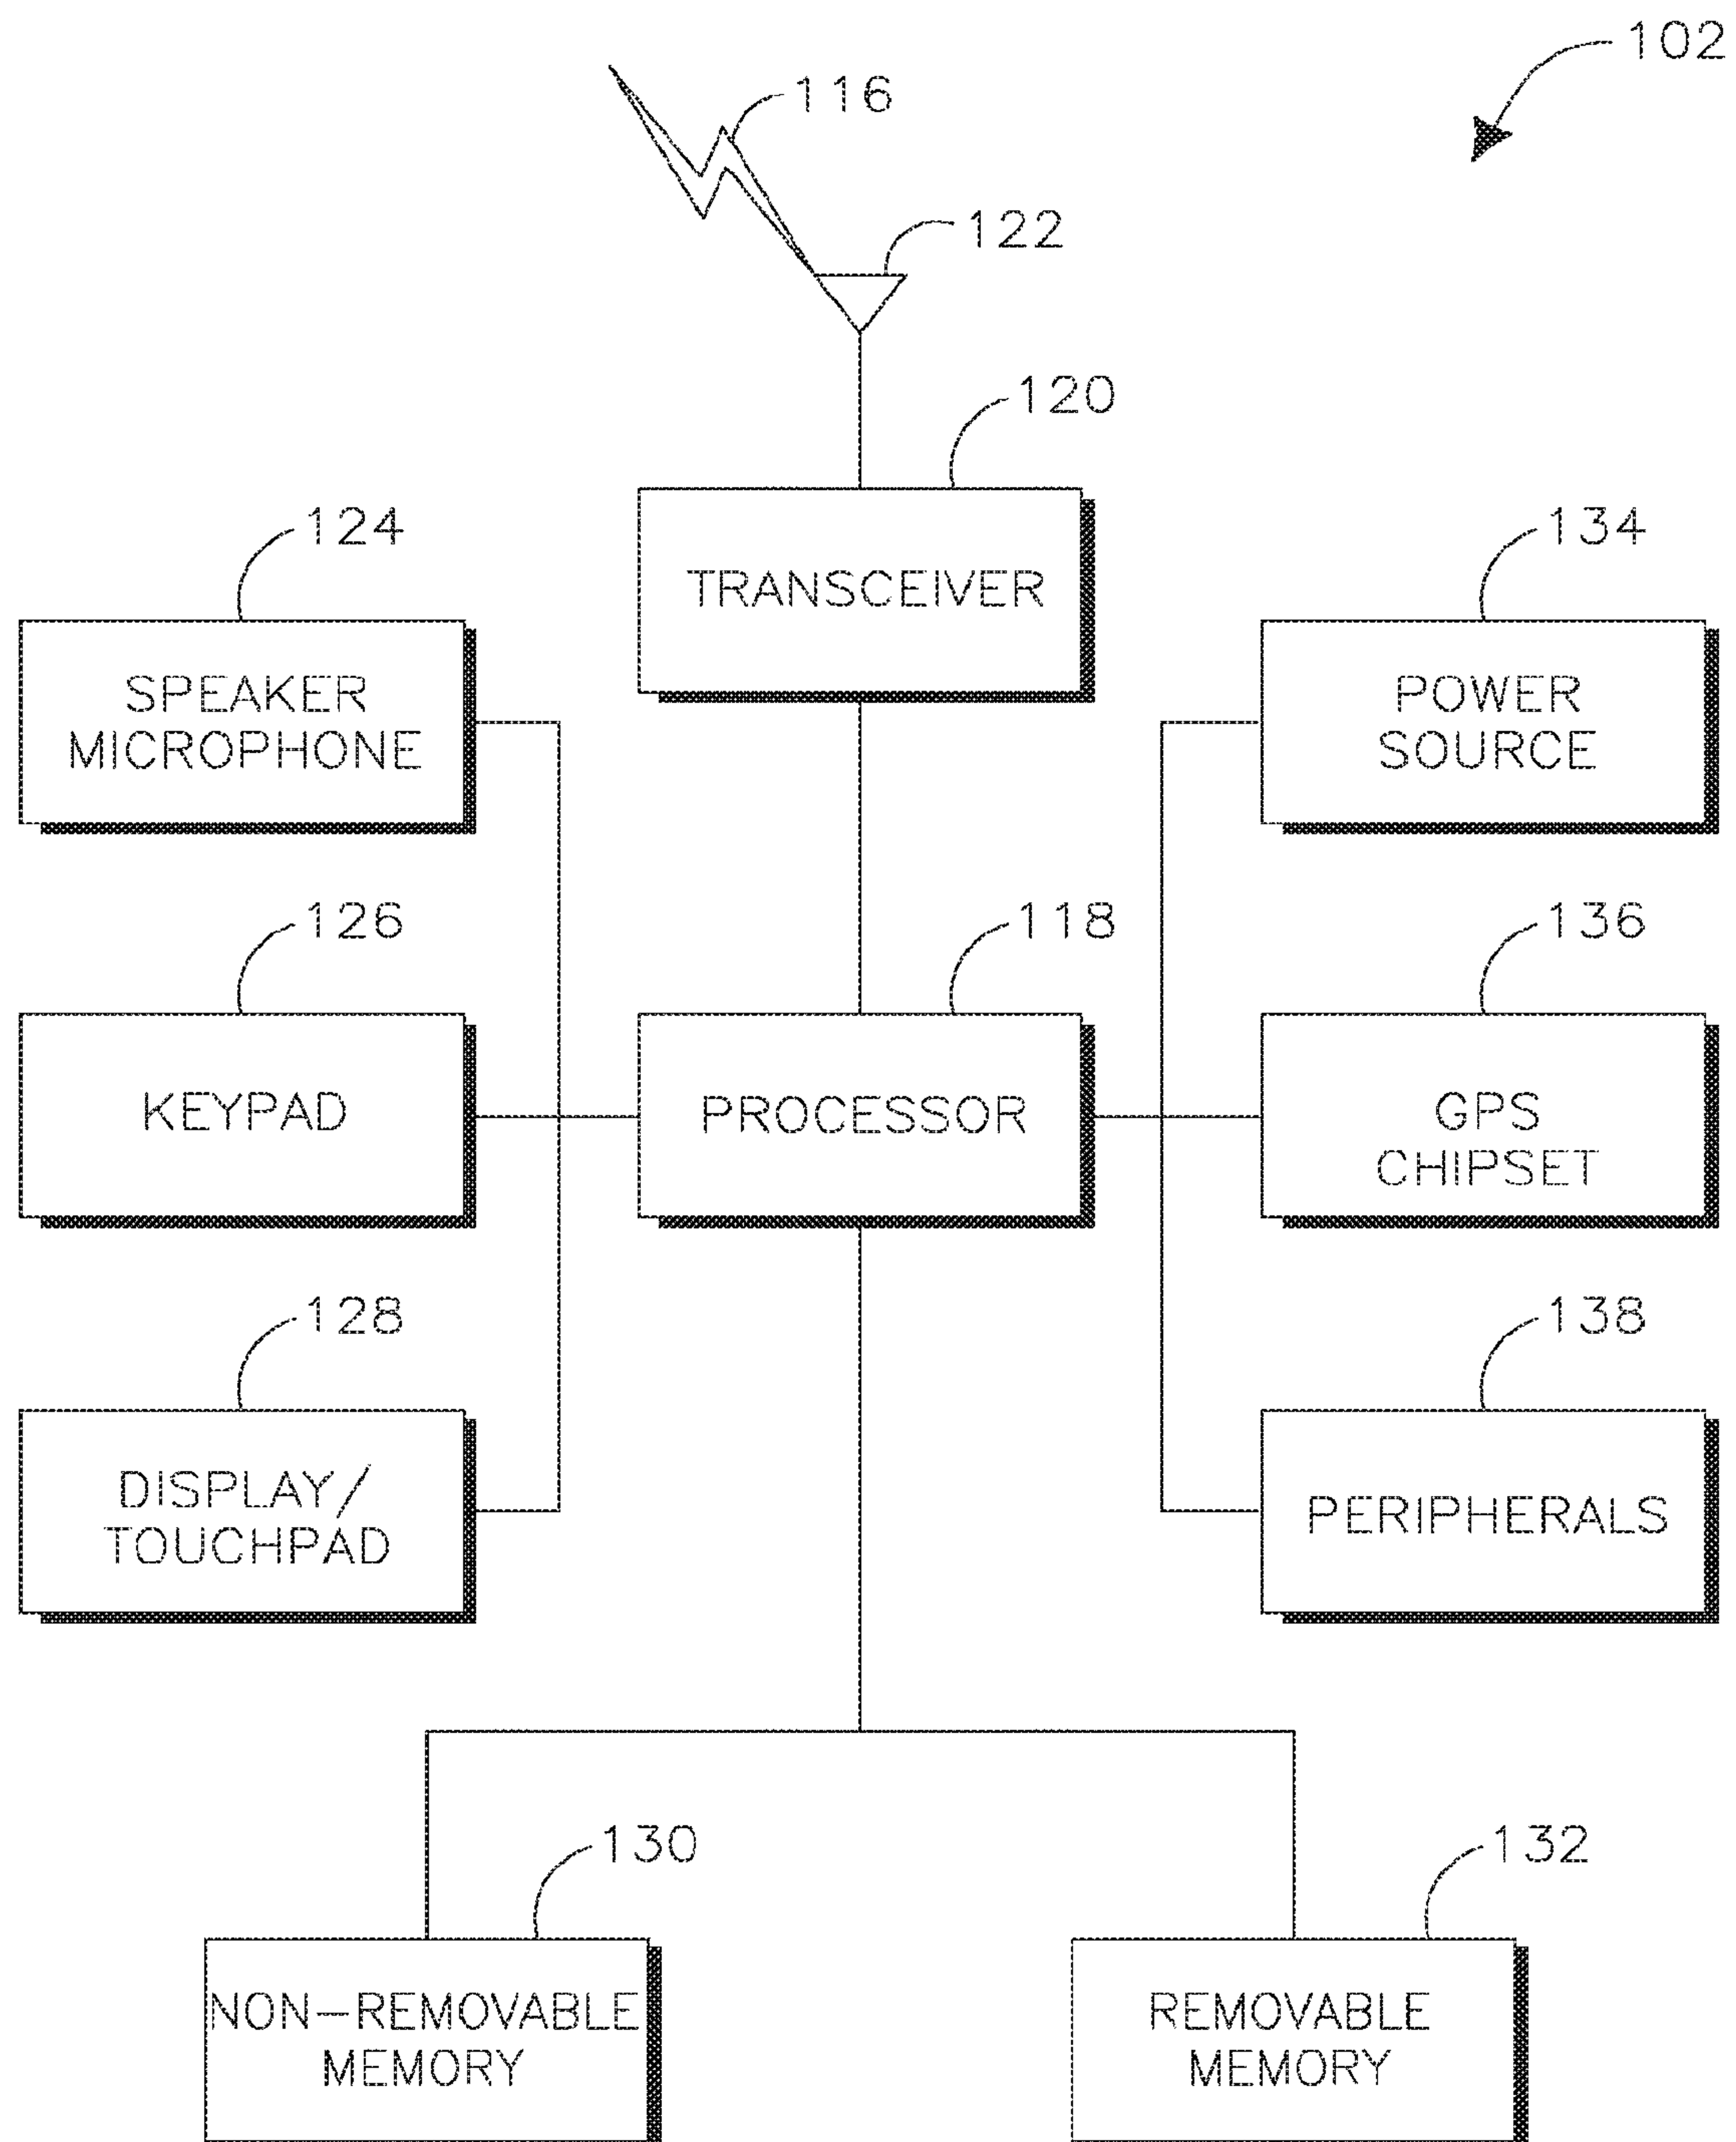 102
116
122
120
TRANSCEIVER
124
SPEAKER
MICROPHONE
134
POWER
SOURCE
126
KEYPAD
118
PROCESSOR
136
GPS
CHIPSET
128
DISPLAY/
TOUCHPAD
138
PERIPHERALS
130
NON-REMOVABLE
MEMORY
132
REMOVABLE
MEMORY